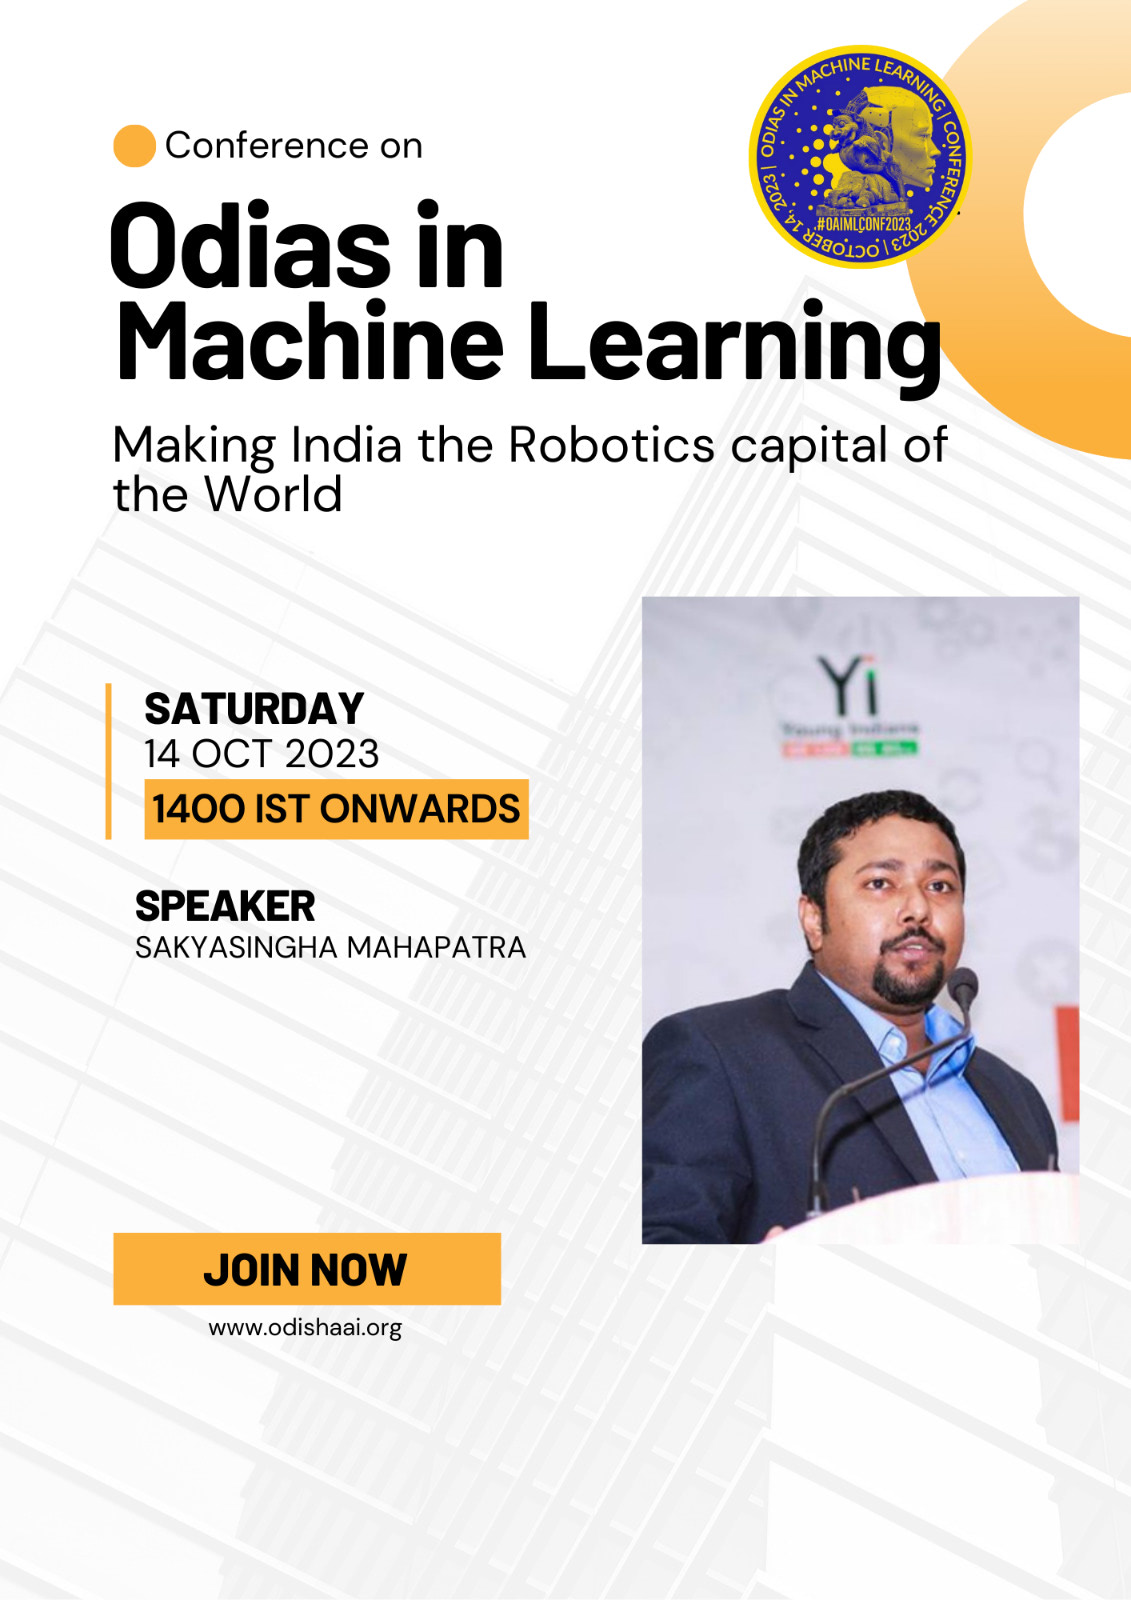 Conference on
Odias in
Machine Learning
Making India the Robotics capital of
the World
ODIAS IN MACHINE LEARNING | CONFERENCE 2023 | OCTOBER 14, 2023 |
#OAIMLCONF2023
SATURDAY
14 OCT 2023
1400 IST ONWARDS
SPEAKER
SAKYASINGHA MAHAPATRA
Yi
Young Indians
JOIN NOW
www.odishaai.org